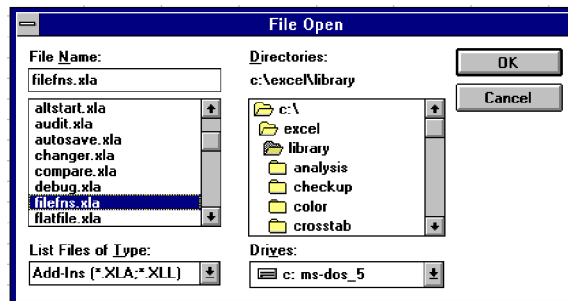 File Open
File Name:
filefns.xla
altstart.xla
audit.xla
autosave.xla
changer.xla
compare.xla
debug.xla
filefns.xla
flatfile.xla
List Files of Type:
Add-Ins (*.XLA;*.XLL)
Directories:
c:\excel\library
c:\
excel
library
analysis
checkup
color
crosstab
Drives:
c: ms-dos_5
OK
Cancel